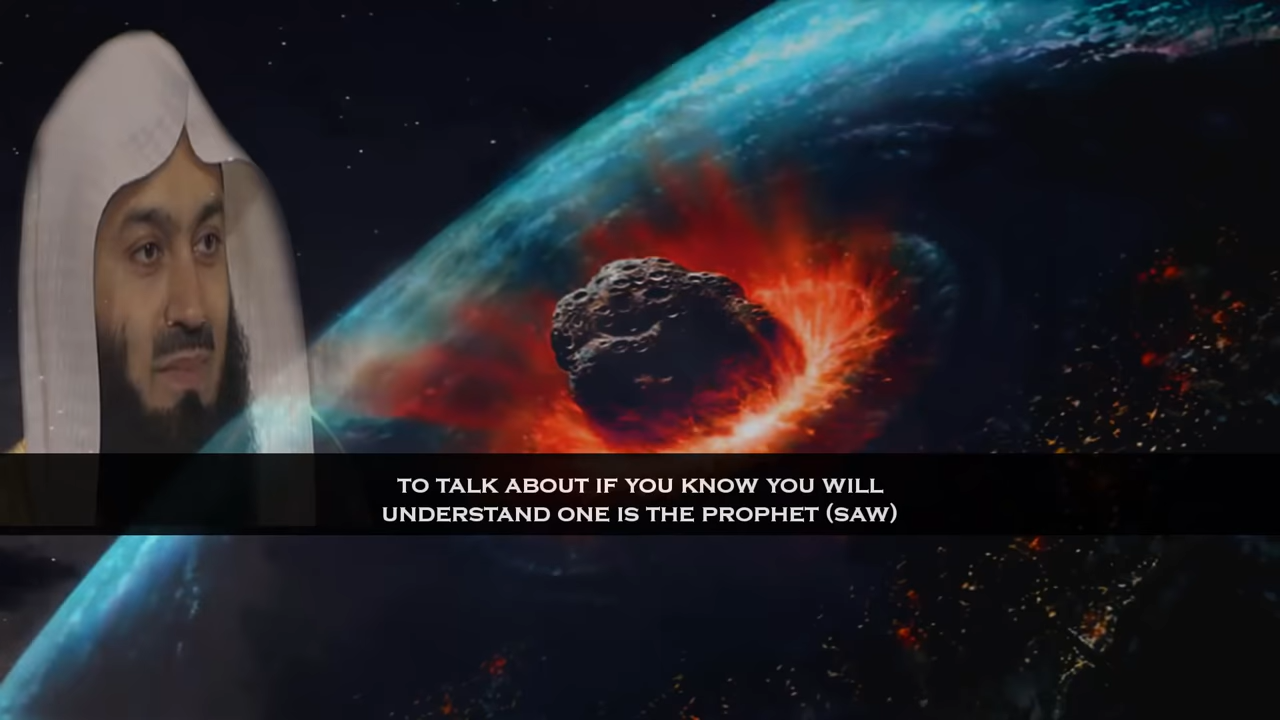 TO TALK ABOUT IF YOU KNOW YOU WILL
UNDERSTAND ONE IS THE PROPHET (SAW)